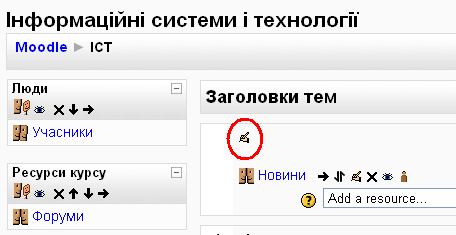 Інформаційні системи і технології
Moodle ► ICT
Люди
Учасники
Ресурси курсу
Форуми
Заголовки тем
Новини
Add a resource...